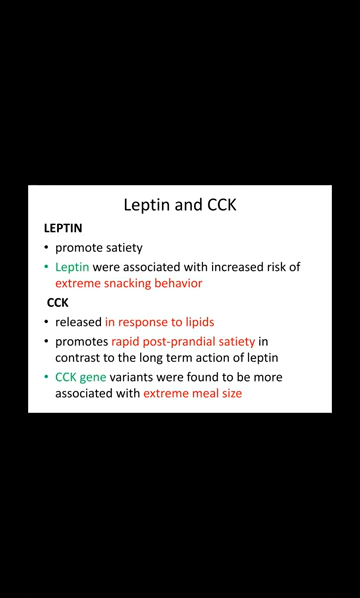 Leptin and CCK
LEPTIN
• promote satiety
• Leptin were associated with increased risk of
extreme snacking behavior
CCK
• released in response to lipids
• promotes rapid post-prandial satiety in
contrast to the long term action of leptin
• CCK gene variants were found to be more
associated with extreme meal size